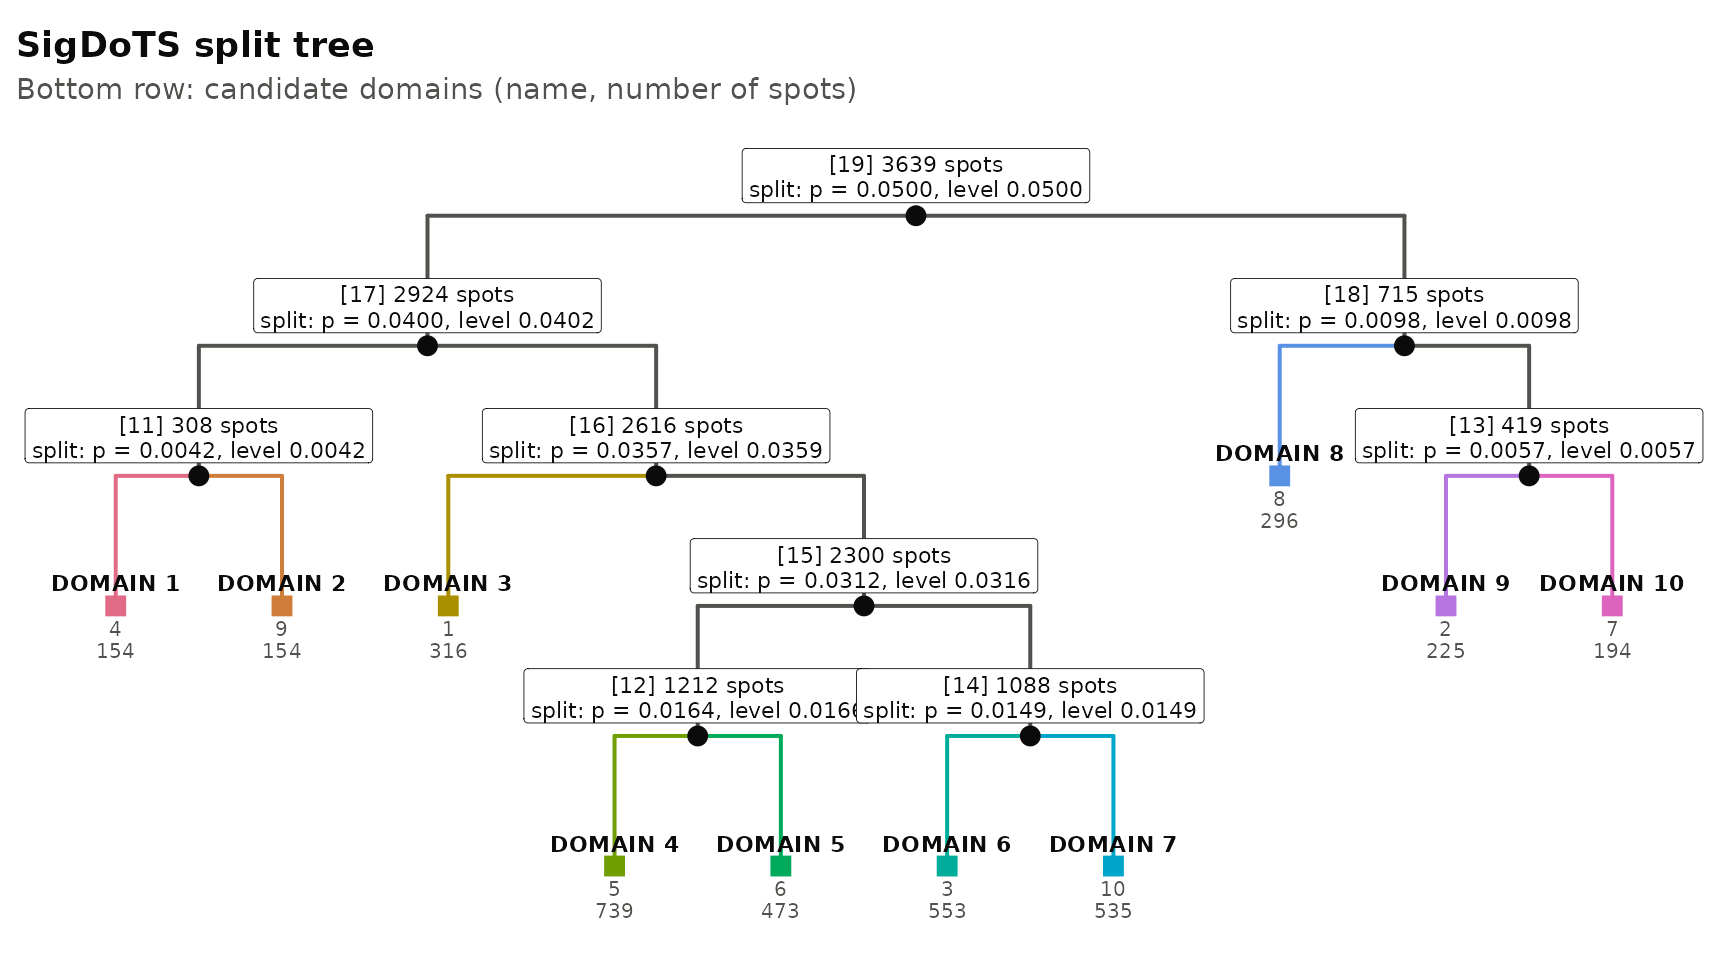 SigDoTS split tree
Bottom row: candidate domains (name, number of spots)
[19] 3639 spots
split: p = 0.0500, level 0.0500
[17] 2924 spots
split: p = 0.0400, level 0.0402
[18] 715 spots
split: p = 0.0098, level 0.0098
[11] 308 spots
split: p = 0.0042, level 0.0042
[16] 2616 spots
split: p = 0.0357, level 0.0359
DOMAIN 8
8
296
[13] 419 spots
split: p = 0.0057, level 0.0057
DOMAIN 1
4
154
DOMAIN 2
9
154
DOMAIN 3
1
316
[15] 2300 spots
split: p = 0.0312, level 0.0316
DOMAIN 9
2
225
DOMAIN 10
7
194
[12] 1212 spots
split: p = 0.0164, level 0.0166
[14] 1088 spots
split: p = 0.0149, level 0.0149
DOMAIN 4
5
739
DOMAIN 5
6
473
DOMAIN 6
3
553
DOMAIN 7
10
535